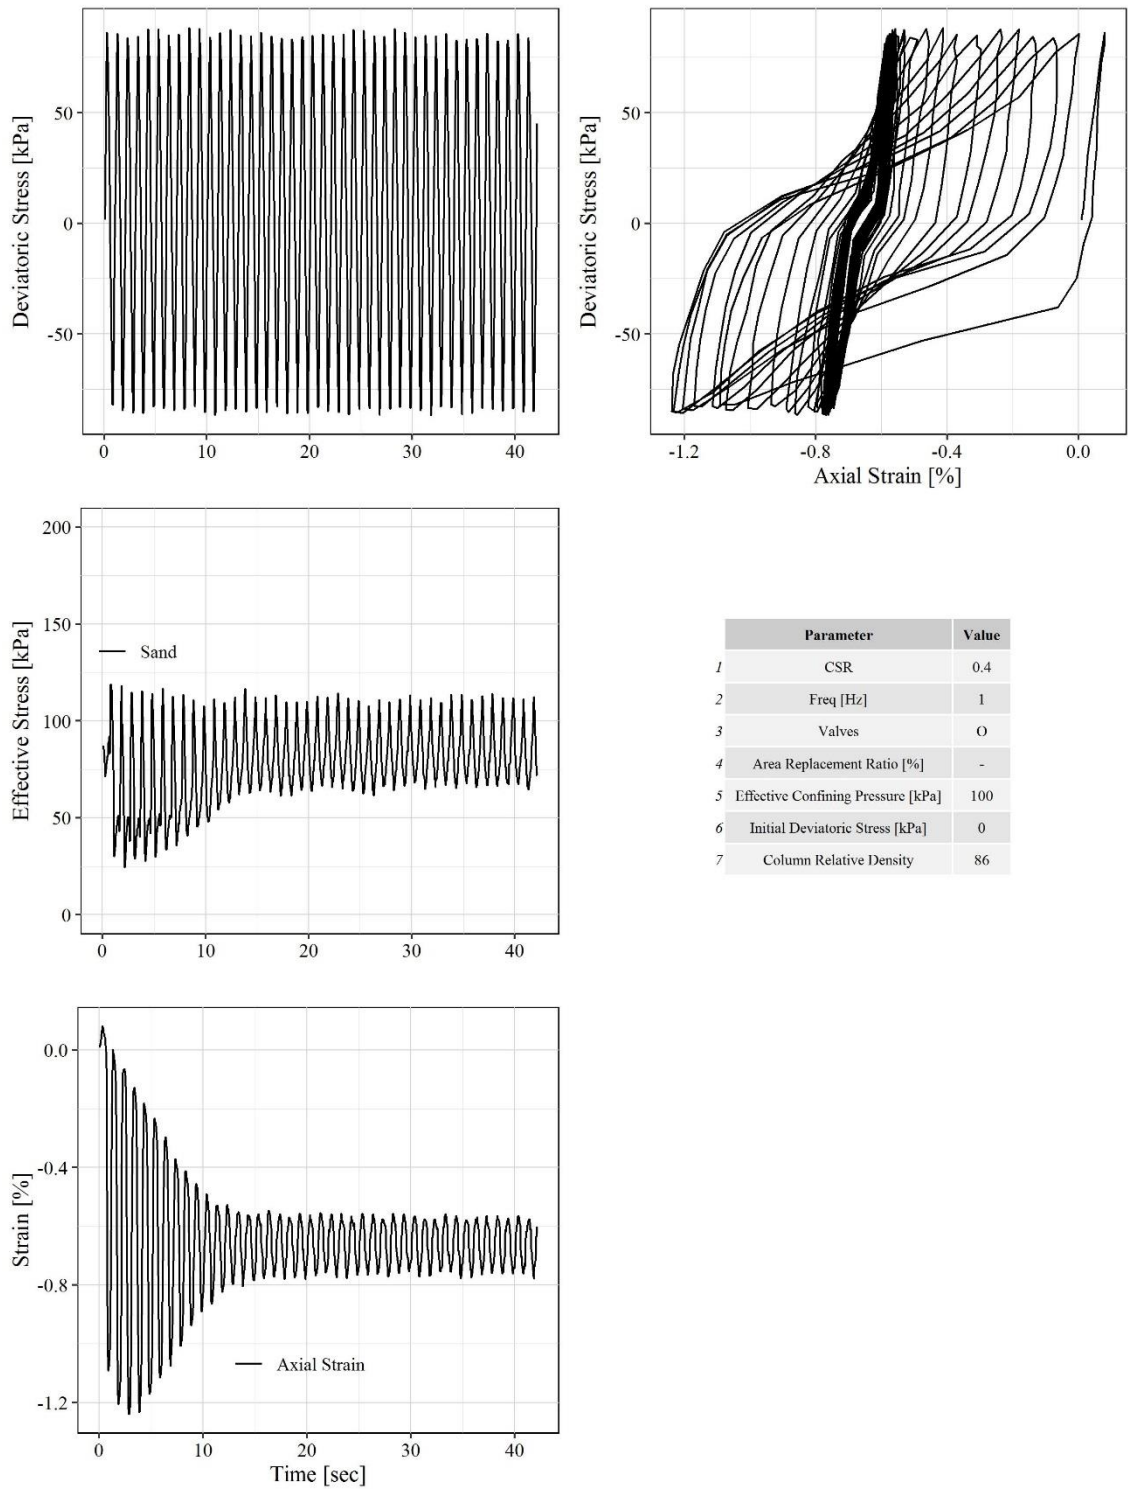 Deviatoric Stress [kPa]
50
0
-50
0 10 20 30 40
Deviatoric Stress [kPa]
50
0
-50
-1.2 -0.8 -0.4 0.0
Axial Strain [%]
Effective Stress [kPa]
200
150
100
50
0
Sand
0 10 20 30 40
Parameter Value
1 CSR 0.4
2 Freq [Hz] 1
3 Valves O
4 Area Replacement Ratio [%] -
5 Effective Confining Pressure [kPa] 100
6 Initial Deviatoric Stress [kPa] 0
7 Column Relative Density 86
Strain [%]
0.0
-0.4
-0.8
-1.2
Axial Strain
0 10 20 30 40
Time [sec]